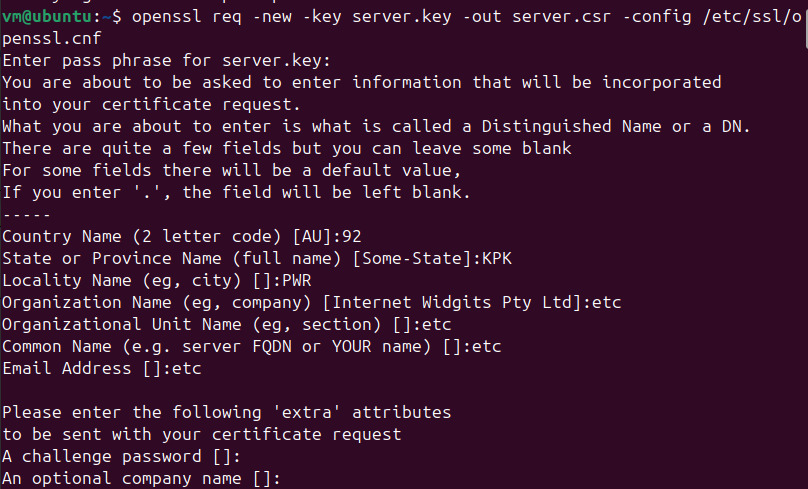 vm@ubuntu:~$ openssl req -new -key server.key -out server.csr -config /etc/ssl/o
penssl.cnf
Enter pass phrase for server.key:
You are about to be asked to enter information that will be incorporated
into your certificate request.
What you are about to enter is what is called a Distinguished Name or a DN.
There are quite a few fields but you can leave some blank
For some fields there will be a default value,
If you enter '.', the field will be left blank.
-----
Country Name (2 letter code) [AU]:92
State or Province Name (full name) [Some-State]:KPK
Locality Name (eg, city) []:PWR
Organization Name (eg, company) [Internet Widgits Pty Ltd]:etc
Organizational Unit Name (eg, section) []:etc
Common Name (e.g. server FQDN or YOUR name) []:etc
Email Address []:etc

Please enter the following 'extra' attributes
to be sent with your certificate request
A challenge password []:
An optional company name []: